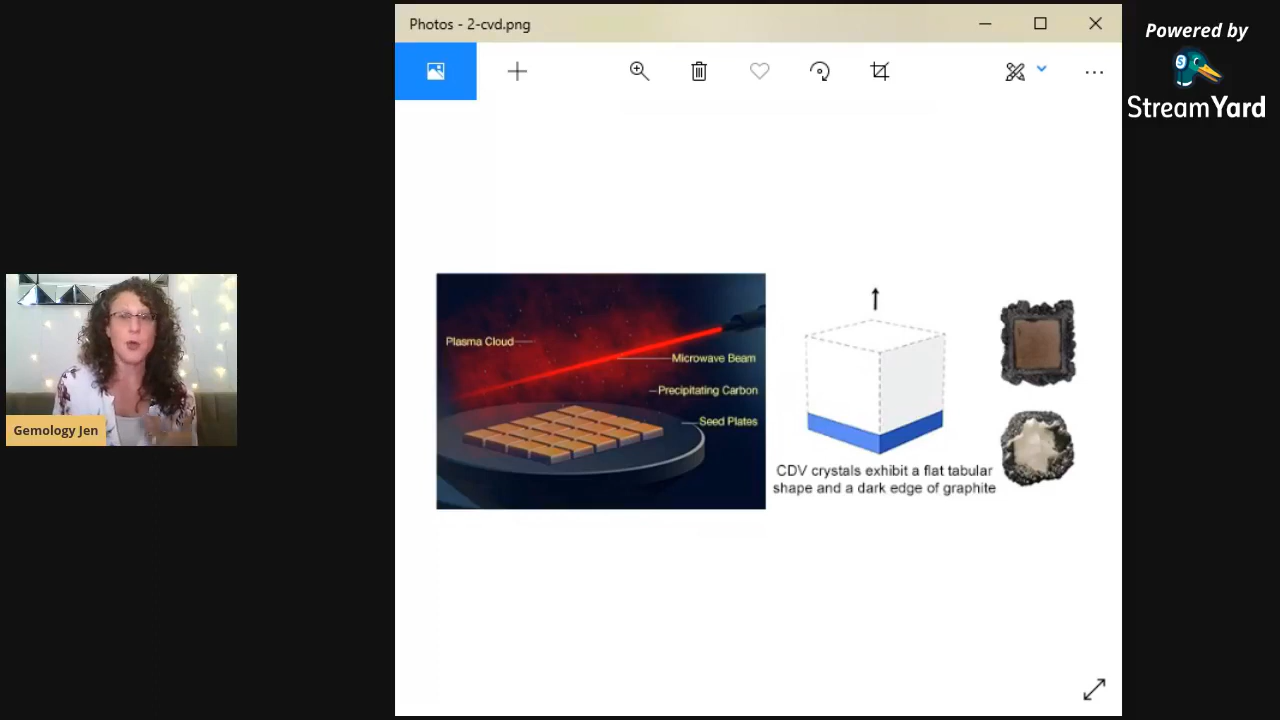 Photos - 2-cvd.png
Powered by
StreamYard
Plasma Cloud
Microwave Beam
Precipitating Carbon
Seed Plates
CDV crystals exhibit a flat tabular
shape and a dark edge of graphite
Gemology Jen